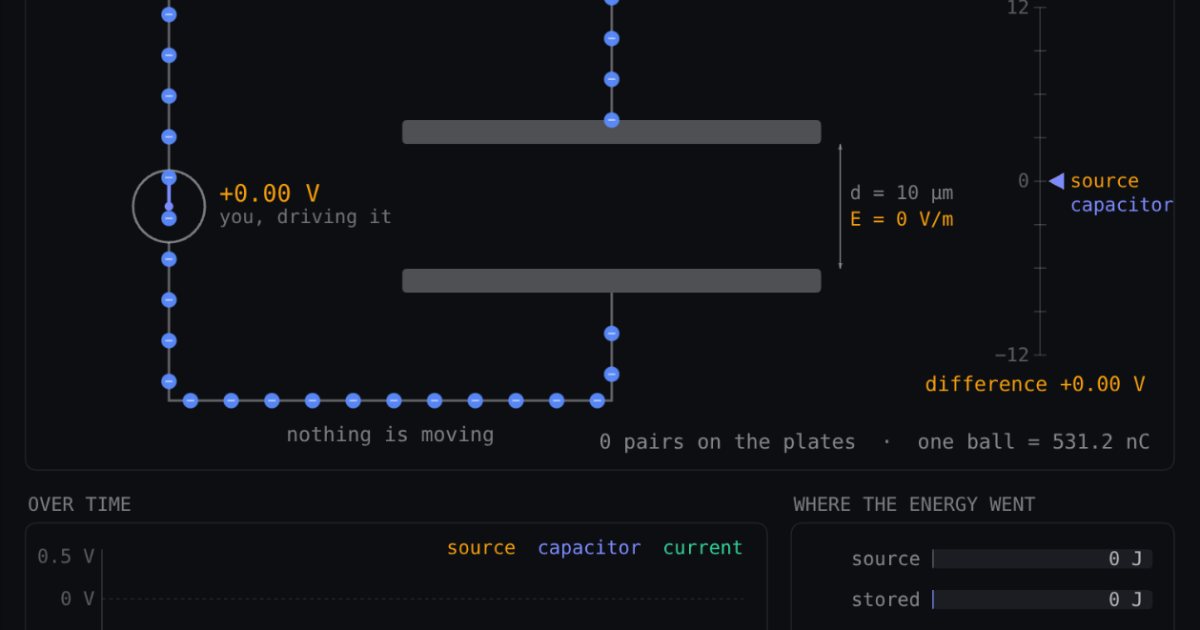 12
+0.00 V
you, driving it
d = 10 μm
E = 0 V/m
0
source
capacitor
−12
difference +0.00 V
nothing is moving
0 pairs on the plates · one ball = 531.2 nC
OVER TIME
source capacitor current
0.5 V
0 V
WHERE THE ENERGY WENT
source 0 J
stored 0 J